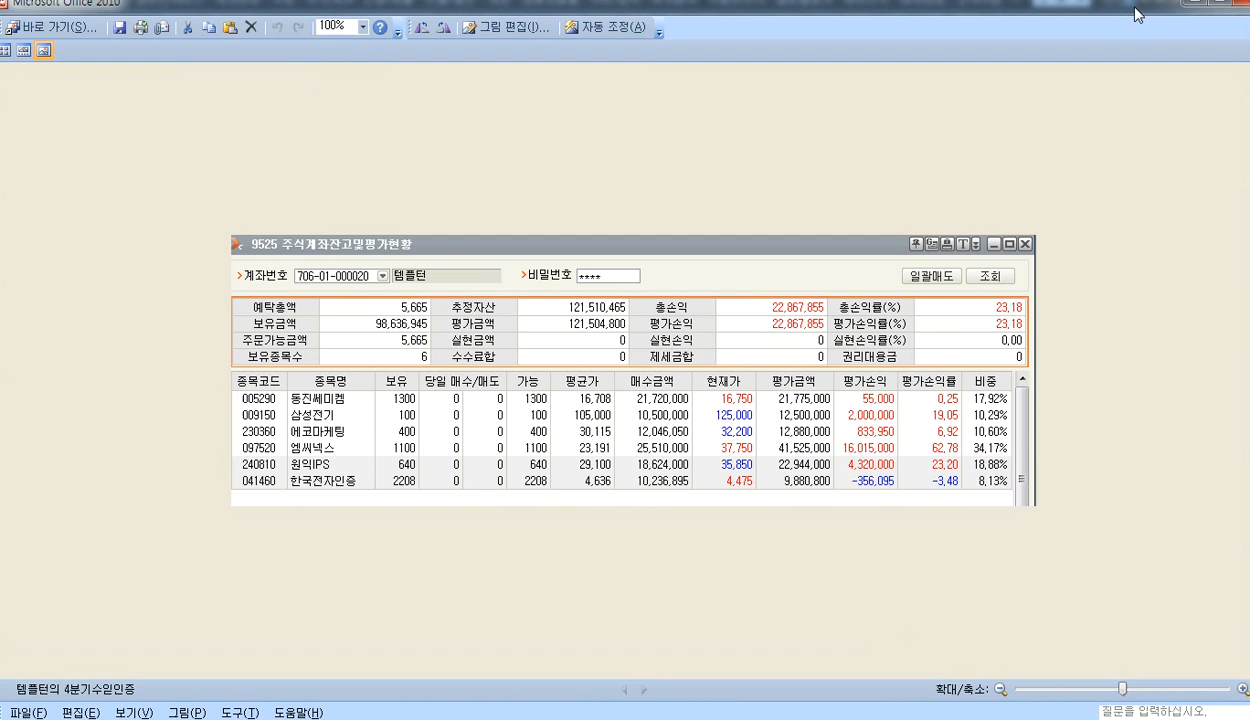 Microsoft Office 2010
바로 가기(S)... 100% 그림 편집(I)... 자동 조정(A)
9525 주식계좌잔고및평가현황
계좌번호 706-01-000020 템플턴 비밀번호 **** 일괄매도 조회
예탁총액 5,665 추정자산 121,510,465 총손익 22,867,855 총손익률(%) 23,18
보유금액 98,636,945 평가금액 121,504,800 평가손익 22,867,855 평가손익률(%) 23,18
주문가능금액 5,665 실현금액 0 실현손익 0 실현손익률(%) 0,00
보유종목수 6 수수료합 0 제세금합 0 권리대용금 0
종목코드 종목명 보유 당일 매수/매도 가능 평균가 매수금액 현재가 평가금액 평가손익 평가손익률 비중
005290 동진쎄미켐 1300 0 0 1300 16,708 21,720,000 16,750 21,775,000 55,000 0,25 17,92%
009150 삼성전기 100 0 0 100 105,000 10,500,000 125,000 12,500,000 2,000,000 19,05 10,29%
230360 에코마케팅 400 0 0 400 30,115 12,046,050 32,200 12,880,000 833,950 6,92 10,60%
097520 엠씨넥스 1100 0 0 1100 23,191 25,510,000 37,750 41,525,000 16,015,000 62,78 34,17%
240810 원익IPS 640 0 0 640 29,100 18,624,000 35,850 22,944,000 4,320,000 23,20 18,88%
041460 한국전자인증 2208 0 0 2208 4,636 10,236,895 4,475 9,880,800 -356,095 -3,48 8,13%
템플턴의 4분기수익인증 확대/축소:
파일(F) 편집(E) 보기(V) 그림(P) 도구(T) 도움말(H) 질문을 입력하십시오.